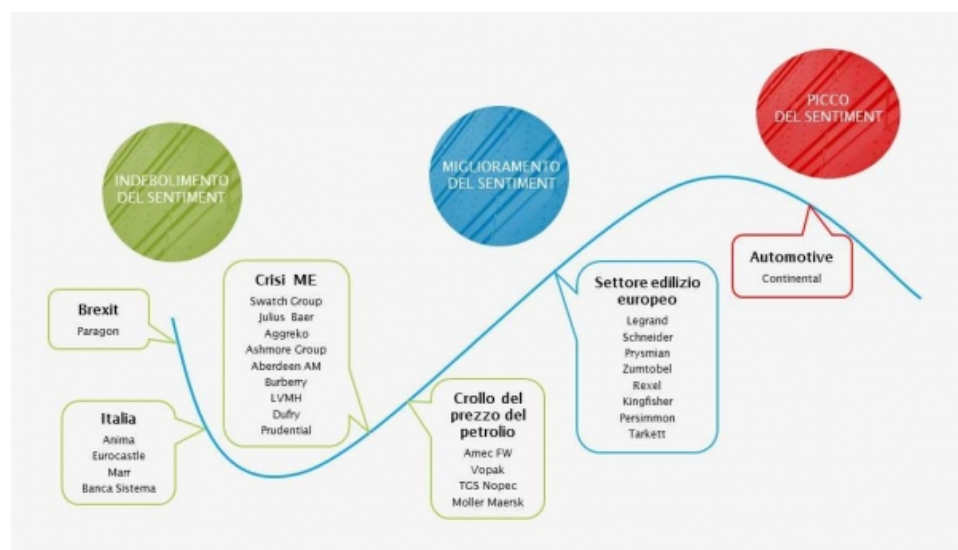 PICCO
DEL SENTIMENT
MIGLIORAMENTO
DEL SENTIMENT
INDEBOLIMENTO
DEL SENTIMENT
Brexit
Paragon
Italia
Anima
Eurocastle
Marr
Banca Sistema
Crisi ME
Swatch Group
Julius Baer
Aggreko
Ashmore Group
Aberdeen AM
Burberry
LVMH
Dufry
Prudential
Crollo del
prezzo del
petrolio
Amec FW
Vopak
TGS Nopec
Moller Maersk
Settore edilizio
europeo
Legrand
Schneider
Prysmian
Zumtobel
Rexel
Kingfisher
Persimmon
Tarkett
Automotive
Continental